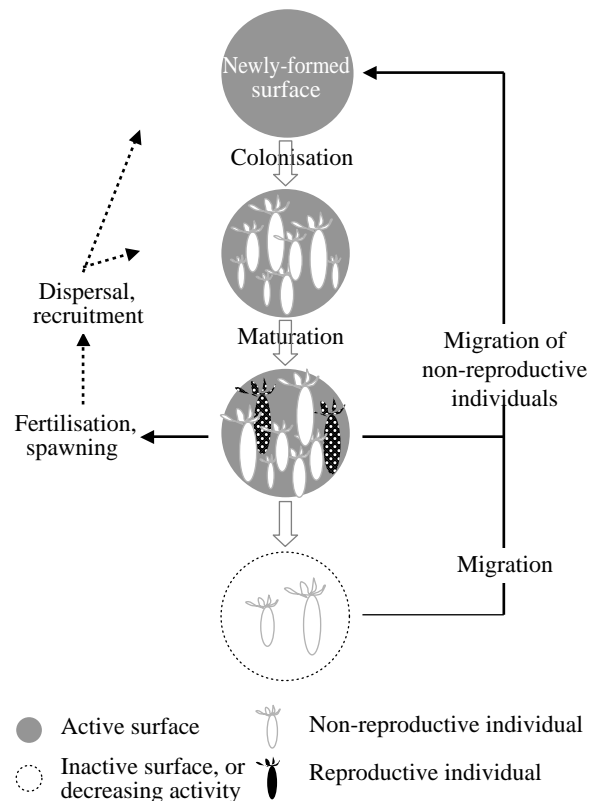 Newly-formed
surface
Colonisation
Dispersal,
recruitment
Maturation
Migration of
non-reproductive
individuals
Fertilisation,
spawning
Migration
Active surface
Non-reproductive individual
Inactive surface, or
decreasing activity
Reproductive individual